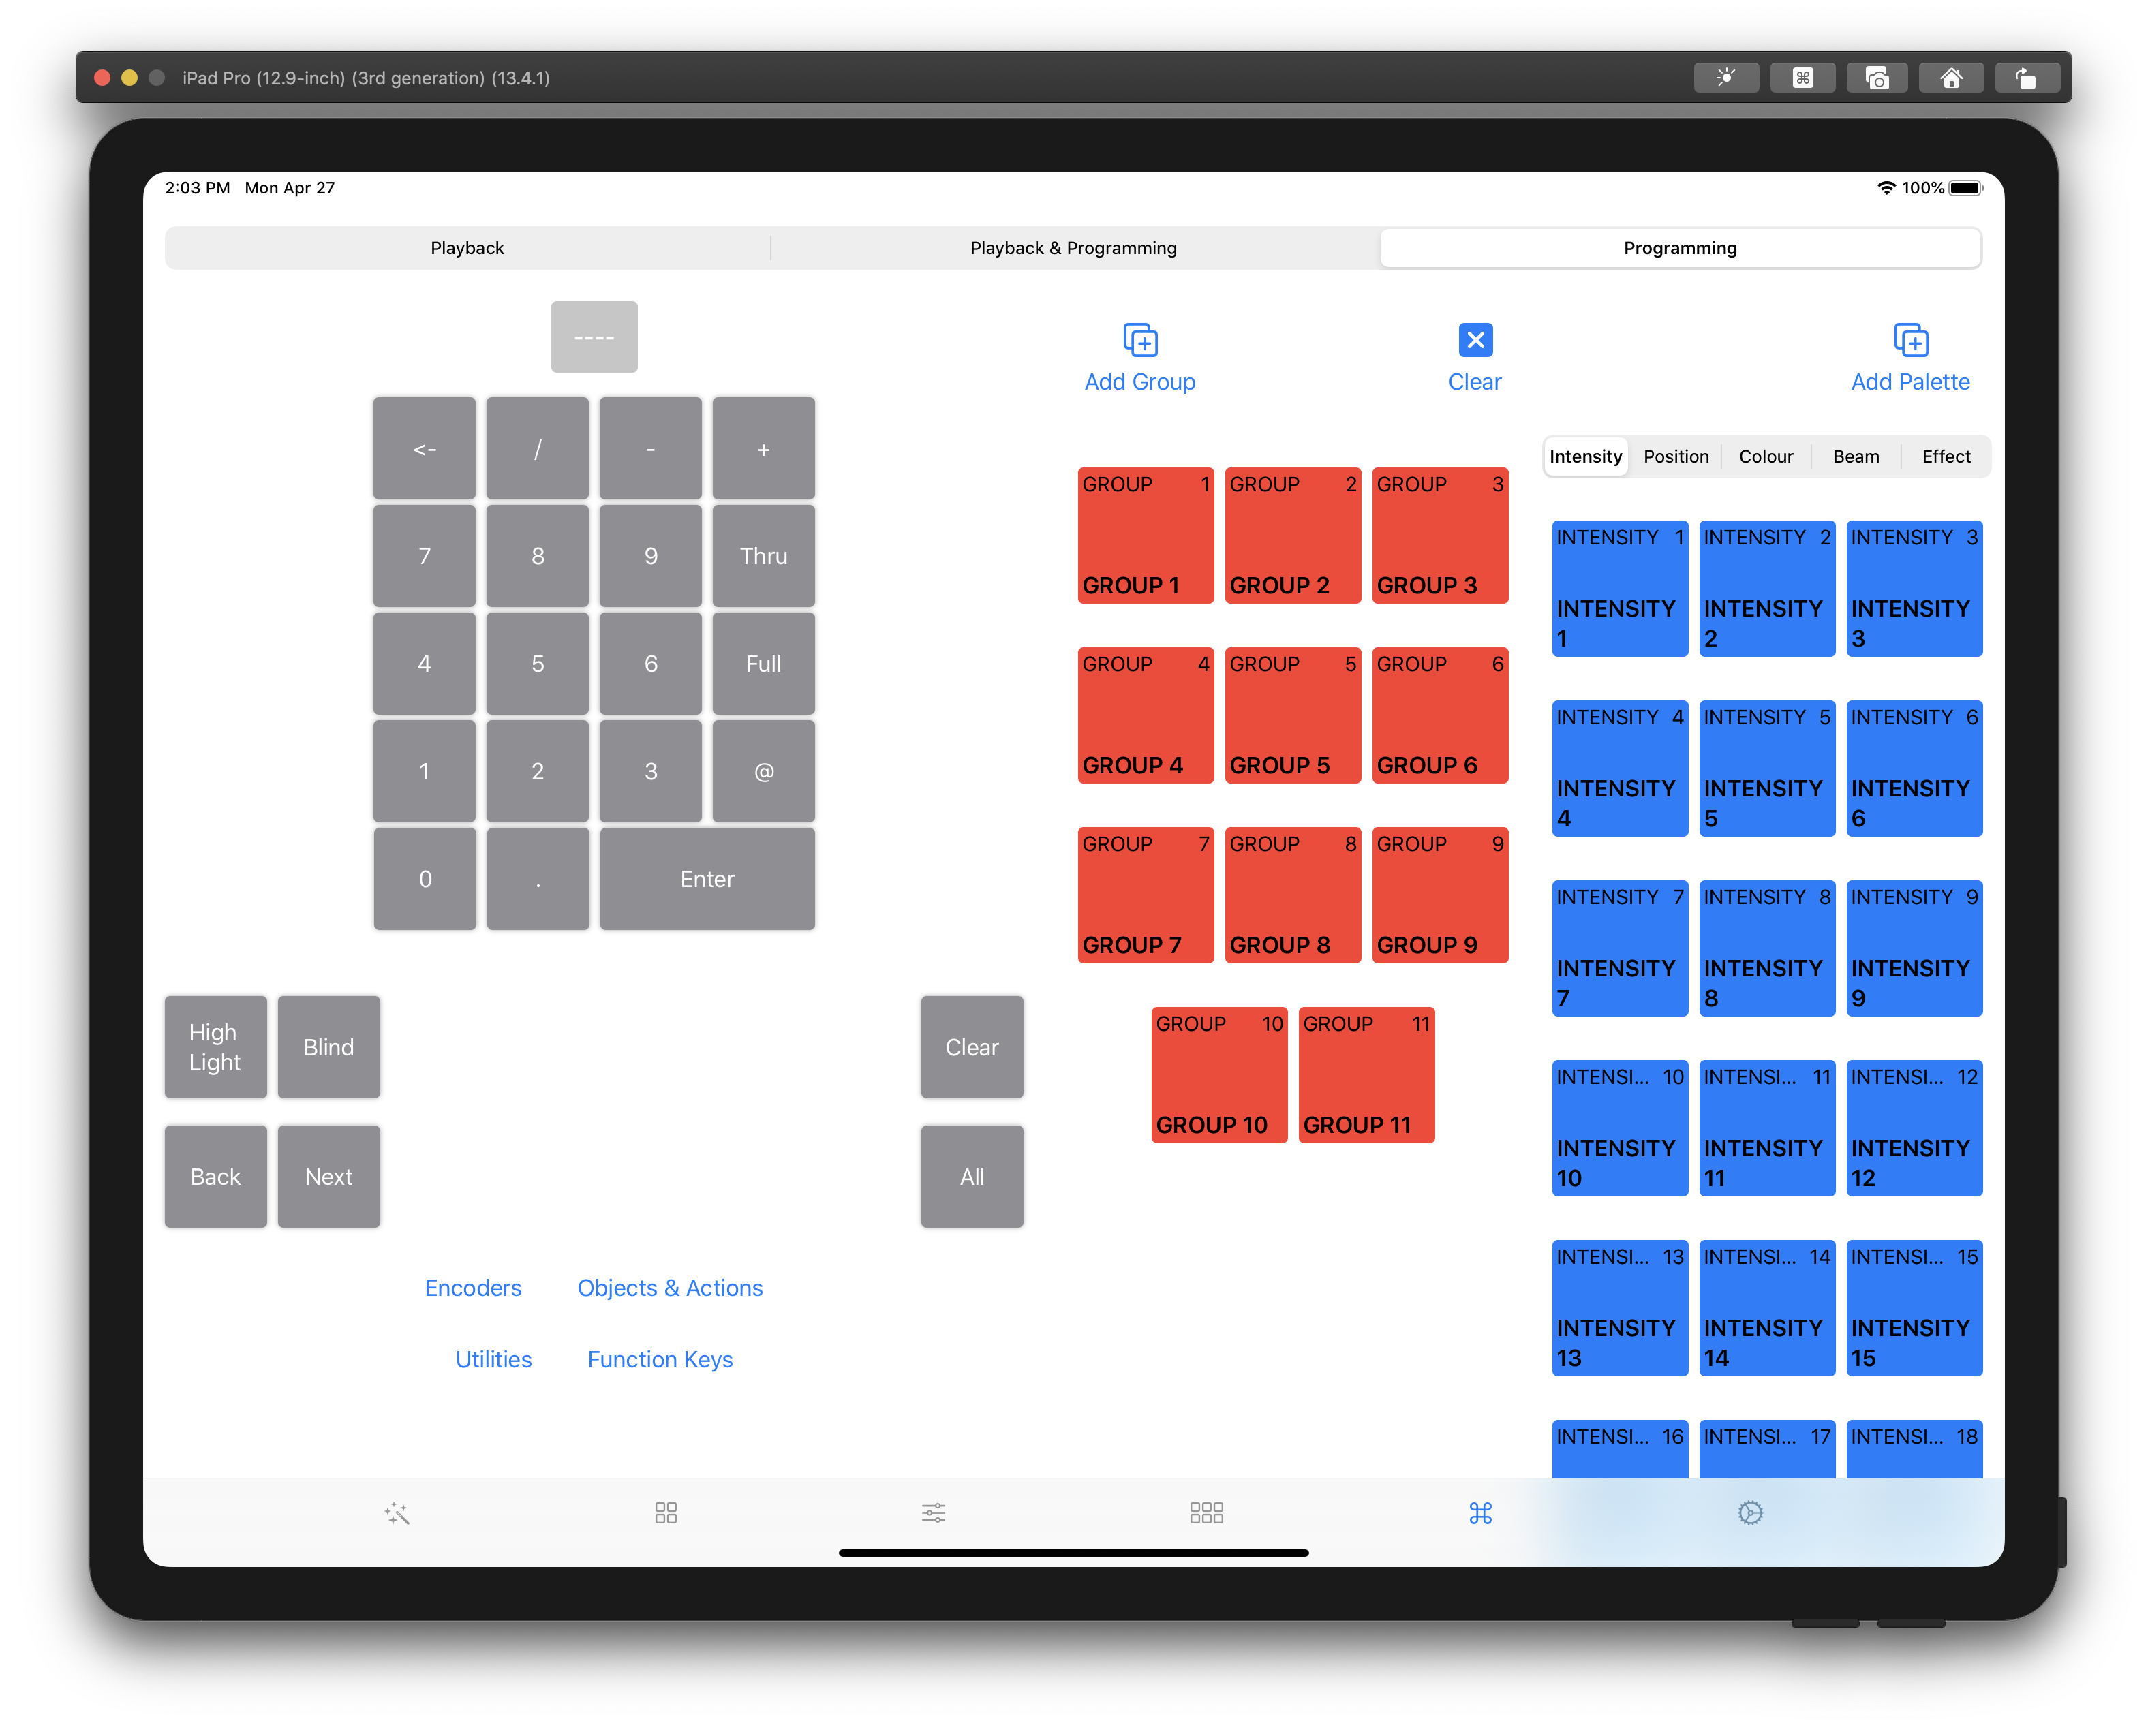 iPad Pro (12.9-inch) (3rd generation) (13.4.1)
2:03 PM Mon Apr 27
100%
Playback Playback & Programming Programming
----
<- / - +
7 8 9 Thru
4 5 6 Full
1 2 3 @
0 . Enter
High
Light
Blind
Clear
Back Next
All
Encoders Objects & Actions
Utilities Function Keys
Add Group
Clear
Add Palette
GROUP 1 GROUP 2 GROUP 3
GROUP 1 GROUP 2 GROUP 3
GROUP 4 GROUP 5 GROUP 6
GROUP 4 GROUP 5 GROUP 6
GROUP 7 GROUP 8 GROUP 9
GROUP 7 GROUP 8 GROUP 9
GROUP 10 GROUP 11
GROUP 10 GROUP 11
Intensity Position Colour Beam Effect
INTENSITY 1 INTENSITY 2 INTENSITY 3
INTENSITY INTENSITY INTENSITY
1 2 3
INTENSITY 4 INTENSITY 5 INTENSITY 6
INTENSITY INTENSITY INTENSITY
4 5 6
INTENSITY 7 INTENSITY 8 INTENSITY 9
INTENSITY INTENSITY INTENSITY
7 8 9
INTENSI... 10 INTENSI... 11 INTENSI... 12
INTENSITY INTENSITY INTENSITY
10 11 12
INTENSI... 13 INTENSI... 14 INTENSI... 15
INTENSITY INTENSITY INTENSITY
13 14 15
INTENSI... 16 INTENSI... 17 INTENSI... 18